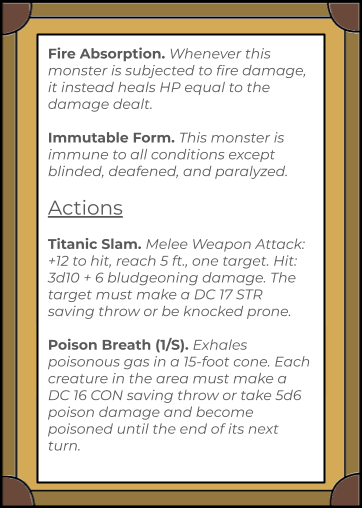 Fire Absorption. Whenever this
monster is subjected to fire damage,
it instead heals HP equal to the
damage dealt.
Immutable Form. This monster is
immune to all conditions except
blinded, deafened, and paralyzed.
Actions
Titanic Slam. Melee Weapon Attack:
+12 to hit, reach 5 ft., one target. Hit:
3d10 + 6 bludgeoning damage. The
target must make a DC 17 STR
saving throw or be knocked prone.
Poison Breath (1/S). Exhales
poisonous gas in a 15-foot cone. Each
creature in the area must make a
DC 16 CON saving throw or take 5d6
poison damage and become
poisoned until the end of its next
turn.